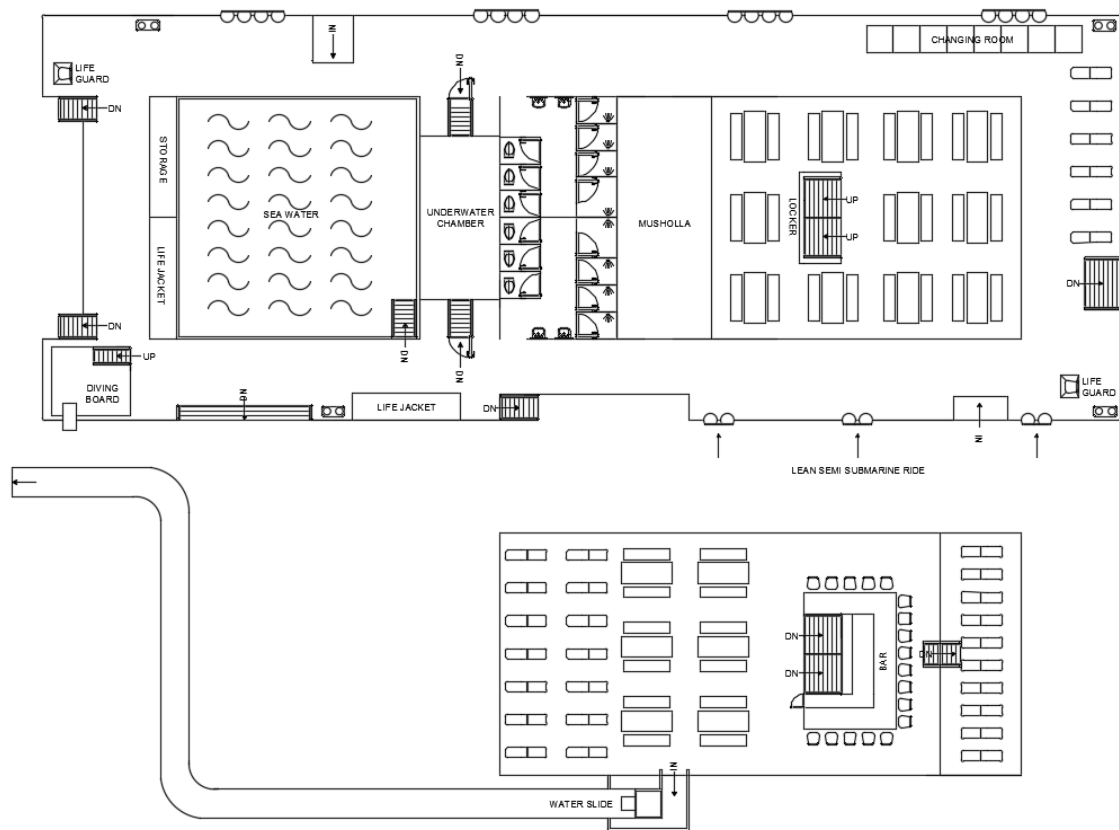 IN
CHANGING ROOM
LIFE
GUARD
DN
DN
STORAGE
SEA WATER
UNDERWATER
CHAMBER
MUSHOLLA
LOCKER
UP
UP
LIFE JACKET
DN
DN
DN
DN
UP
DIVING
BOARD
DN
LIFE JACKET
DN
LIFE
GUARD
IN
LEAN SEMI SUBMARINE RIDE
DN
DN
BAR
DN
IN
WATER SLIDE